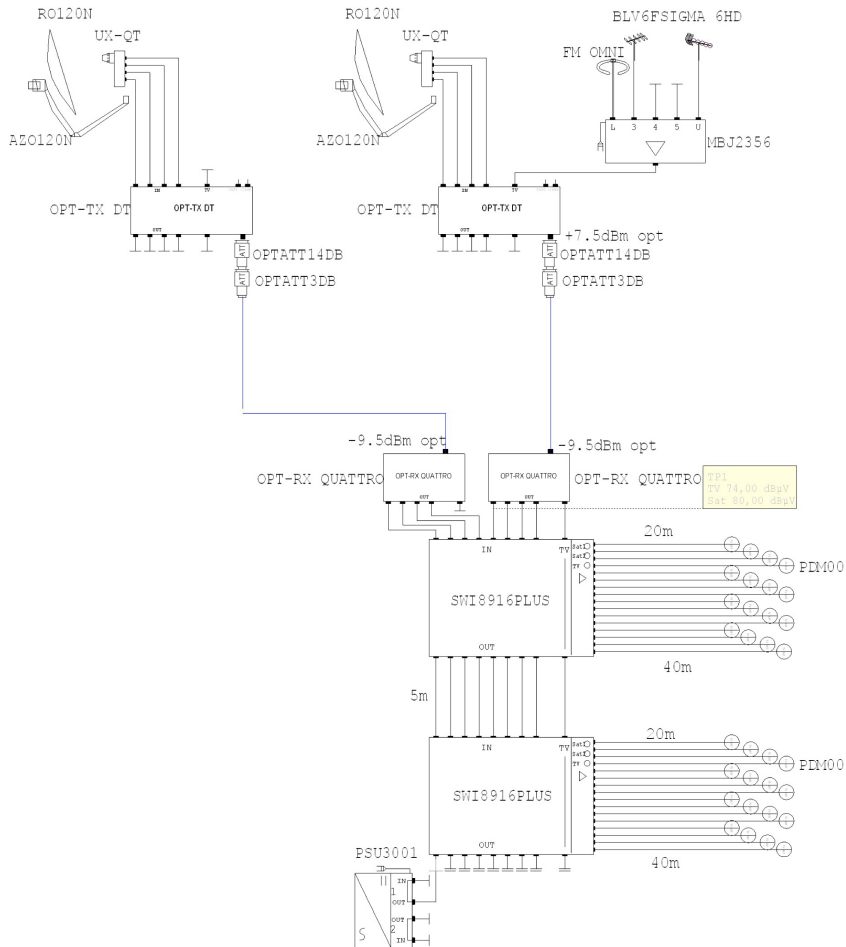 RO120N
RO120N
BLV6FSIGMA 6HD
UX-QT
UX-QT
FM OMNI
L 3 4 5 U
MBJ2356
AZO120N
AZO120N
IN TV
IN TV
OPT-TX DT
OPT-TX DT
OPT-TX DT
OPT-TX DT
OUT
OUT
+7.5dBm opt
ATT
OPTATT14DB
ATT
OPTATT14DB
ATT
OPTATT3DB
ATT
OPTATT3DB
-9.5dBm opt
-9.5dBm opt
OPT-RX QUATTRO
OPT-RX QUATTRO
OPT-RX QUATTRO
OPT-RX QUATTRO
OUT
OUT
TP1
TV 74,00 dBµV
Sat 80,00 dBµV
20m
IN TV
Sat1
Sat2
TV
PDM00
SWI8916PLUS
OUT
40m
5m
20m
IN TV
Sat1
Sat2
TV
PDM00
SWI8916PLUS
OUT
40m
PSU3001
IN
1
OUT
OUT
2
IN
S